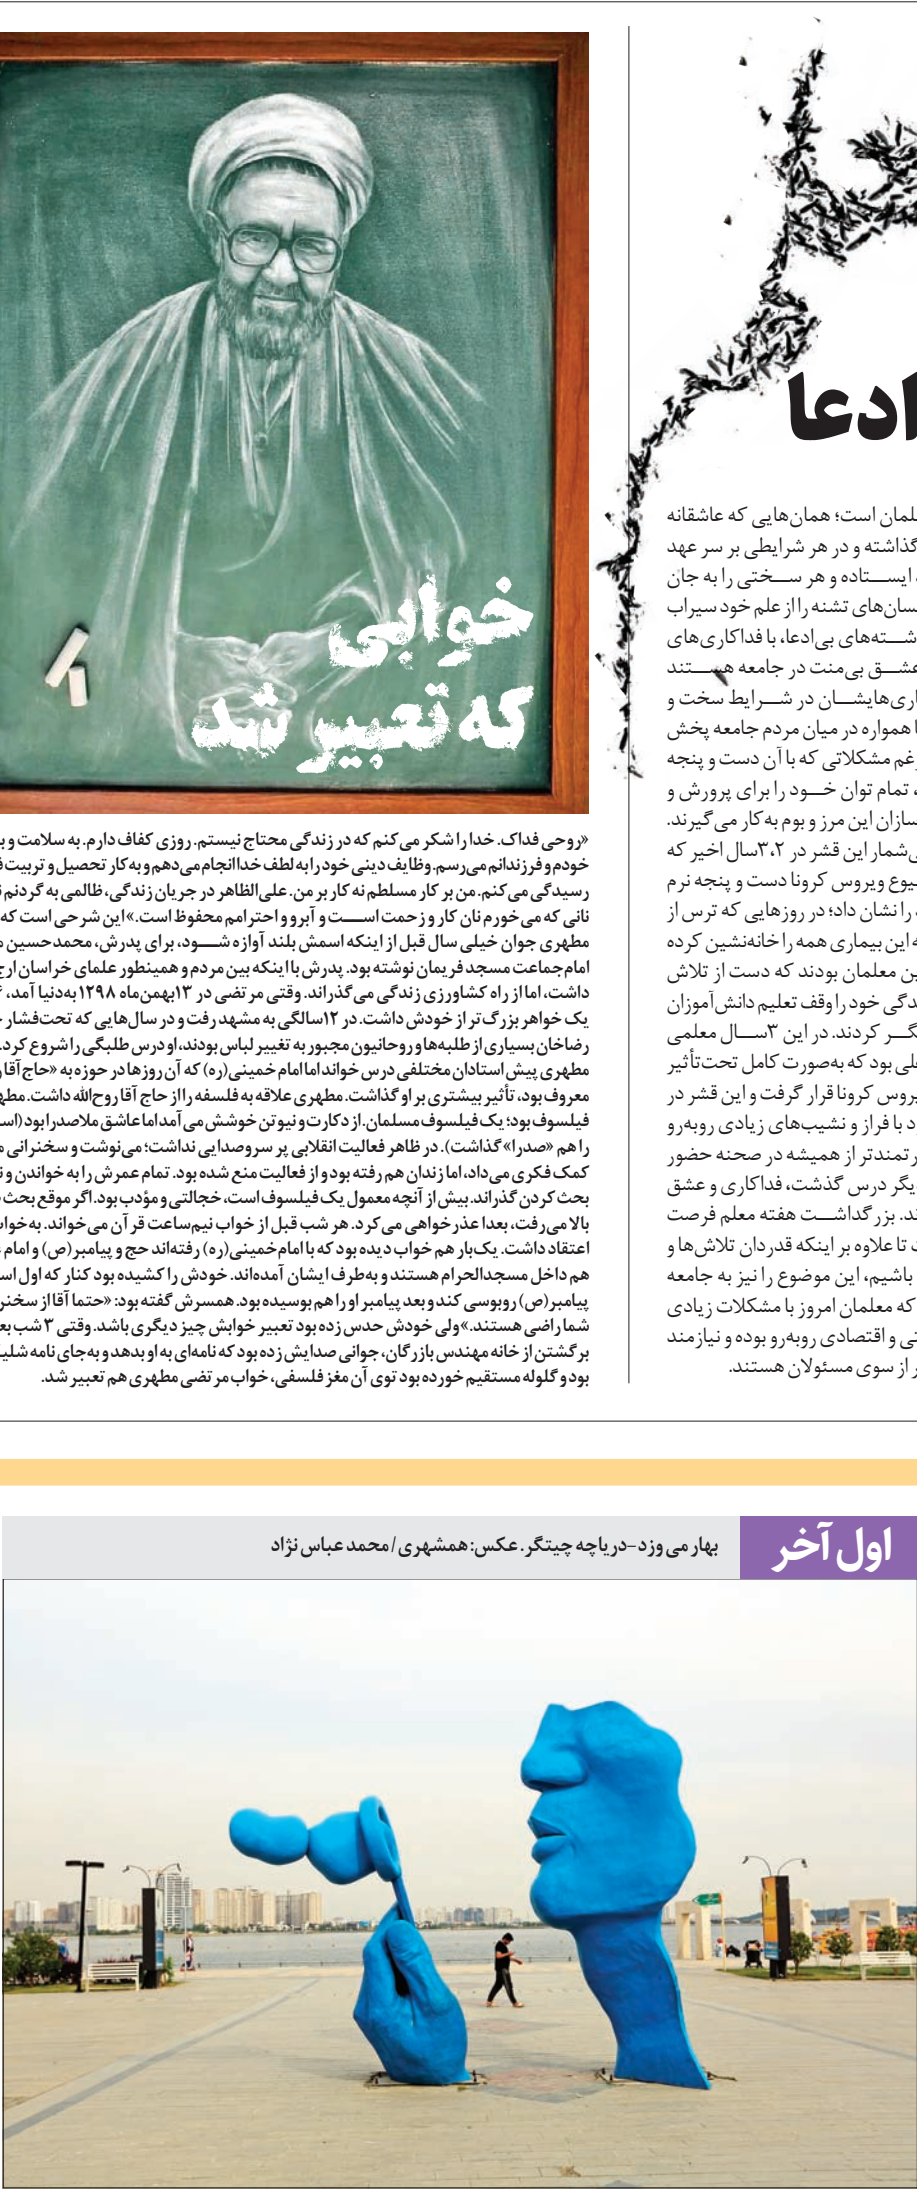 ادعا
لمان است؛ همان‌هایی که عاشقانه
گذاشته و در هر شرایطی بر سر عهد
ایستاده و هر سختی را به جان
سان‌های تشنه را از علم خود سیراب
شته‌های بی‌ادعا، با فداکاری‌های
عشق بی‌منت در جامعه هستند
اری‌هایشان در شرایط سخت و
ا همواره در میان مردم جامعه پخش
رغم مشکلاتی که با آن دست و پنجه
، تمام توان خود را برای پرورش و
سازان این مرز و بوم به‌کار می‌گیرند.
ی‌شمار این قشر در ۳،۲سال اخیر که
یوع ویروس کرونا دست و پنجه نرم
را نشان داد؛ در روزهایی که ترس از
ه این بیماری همه را خانه‌نشین کرده
ین معلمان بودند که دست از تلاش
ندگی خود را وقف تعلیم دانش‌آموزان
گر کردند. در این ۳سال معلمی
لی بود که به‌صورت کامل تحت‌تأثیر
یروس کرونا قرار گرفت و این قشر در
د با فراز و نشیب‌های زیادی روبه‌رو
رتمندتر از همیشه در صحنه حضور
یگر درس گذشت، فداکاری و عشق
ند. بزرگداشت هفته معلم فرصت
ت تا علاوه بر اینکه قدردان تلاش‌ها و
باشیم، این موضوع را نیز به جامعه
که معلمان امروز با مشکلات زیادی
تی و اقتصادی روبه‌رو بوده و نیازمند
ر از سوی مسئولان هستند.
خوابی
که تعبیر شد
«روحی فداک. خدا را شکر می‌کنم که در زندگی محتاج نیستم. روزی کفاف دارم. به سلامت و
خودم و فرزندانم می‌رسم. وظایف دینی خود را به لطف خدا انجام می‌دهم و به کار تحصیل و تربیت
رسیدگی می‌کنم. من بر کار مسلطم نه کار بر من. علی‌الظاهر در جریان زندگی، ظالمی به گردنم
نانی که می‌خورم نان کار و زحمت است و آبرو و احترامم محفوظ است.» این شرحی است که
مطهری جوان خیلی سال قبل از اینکه اسمش بلند آوازه شود، برای پدرش، محمدحسین
امام‌جماعت مسجد فریمان نوشته بود. پدرش با اینکه بین مردم و همینطور علمای خراسان ارج
داشت، اما از راه کشاورزی زندگی می‌گذراند. وقتی مرتضی در ۱۳بهمن‌ماه ۱۲۹۸ به‌دنیا آمد،
یک خواهر بزرگ‌تر از خودش داشت. در ۱۲سالگی به مشهد رفت و در سال‌هایی که تحت‌فشار
رضاخان بسیاری از طلبه‌ها و روحانیون مجبور به تغییر لباس بودند، او درس طلبگی را شروع کرد.
مطهری پیش استادان مختلفی درس خواند اما امام خمینی(ره) که آن روزها در حوزه به «حاج آقا
معروف بود، تأثیر بیشتری بر او گذاشت. مطهری علاقه به فلسفه را از حاج آقا روح‌الله داشت.
فیلسوف بود؛ یک فیلسوف مسلمان. از دکارت و نیوتن خوشش می‌آمد اما عاشق ملاصدرا بود
را هم «صدرا» گذاشت). در ظاهر فعالیت انقلابی پر سروصدایی نداشت؛ می‌نوشت و سخنرانی
کمک فکری می‌داد، اما زندان هم رفته بود و از فعالیت منع شده بود. تمام عمرش را به خواندن و
بحث کردن گذراند. بیش از آنچه معمول یک فیلسوف است، خجالتی و مؤدب بود. اگر موقع بحث
بالا می‌رفت، بعدا عذرخواهی می‌کرد. هر شب قبل از خواب نیم‌ساعت قرآن می‌خواند. به‌خواب
اعتقاد داشت. یک‌بار هم خواب دیده بود که با امام‌خمینی(ره) رفته‌اند حج و پیامبر(ص) و امام
هم داخل مسجدالحرام هستند و به‌طرف ایشان آمده‌اند. خودش را کشیده بود کنار که اول
پیامبر(ص) روبوسی کند و بعد پیامبر او را هم بوسیده بود. همسرش گفته بود: «حتما آقا از
شما راضی هستند.» ولی خودش حدس زده بود تعبیر خوابش چیز دیگری باشد. وقتی ۳ شب
برگشتن از خانه مهندس بازرگان، جوانی صدایش زده بود که نامه‌ای به او بدهد و به‌جای نامه
بود و گلوله مستقیم خورده بود توی آن مغز فلسفی، خواب مرتضی مطهری هم تعبیر شد.
اول آخر
بهار می وزد -دریاچه چیتگر. عکس: همشهری / محمد عباس نژاد